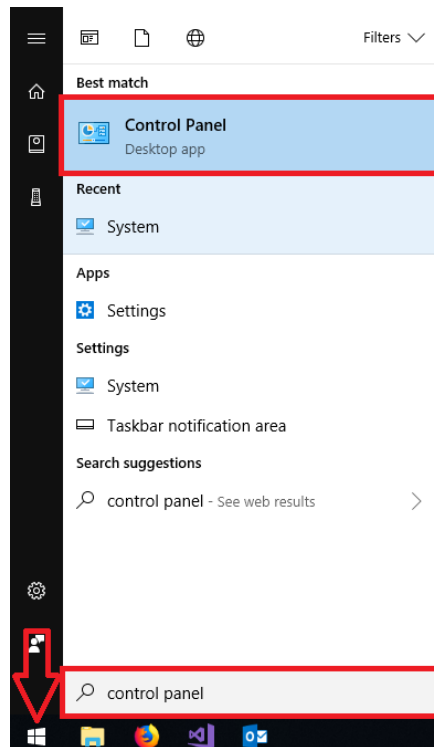 Filters
Best match
Control Panel
Desktop app
Recent
System
Apps
Settings
Settings
System
Taskbar notification area
Search suggestions
control panel - See web results
control panel